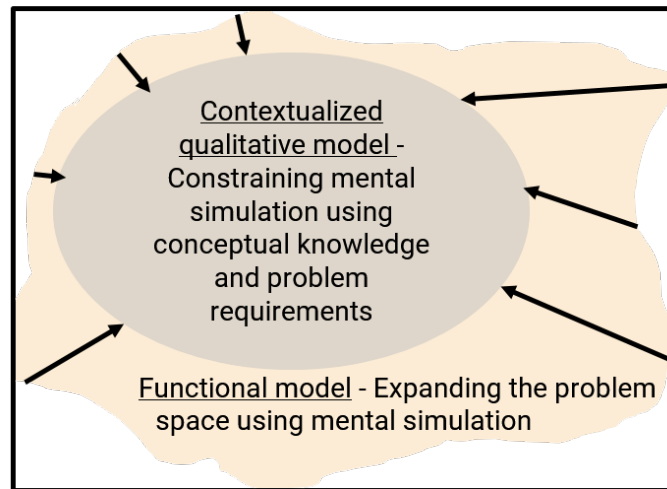 Contextualized
qualitative model -
Constraining mental
simulation using
conceptual knowledge
and problem
requirements
Functional model - Expanding the problem
space using mental simulation